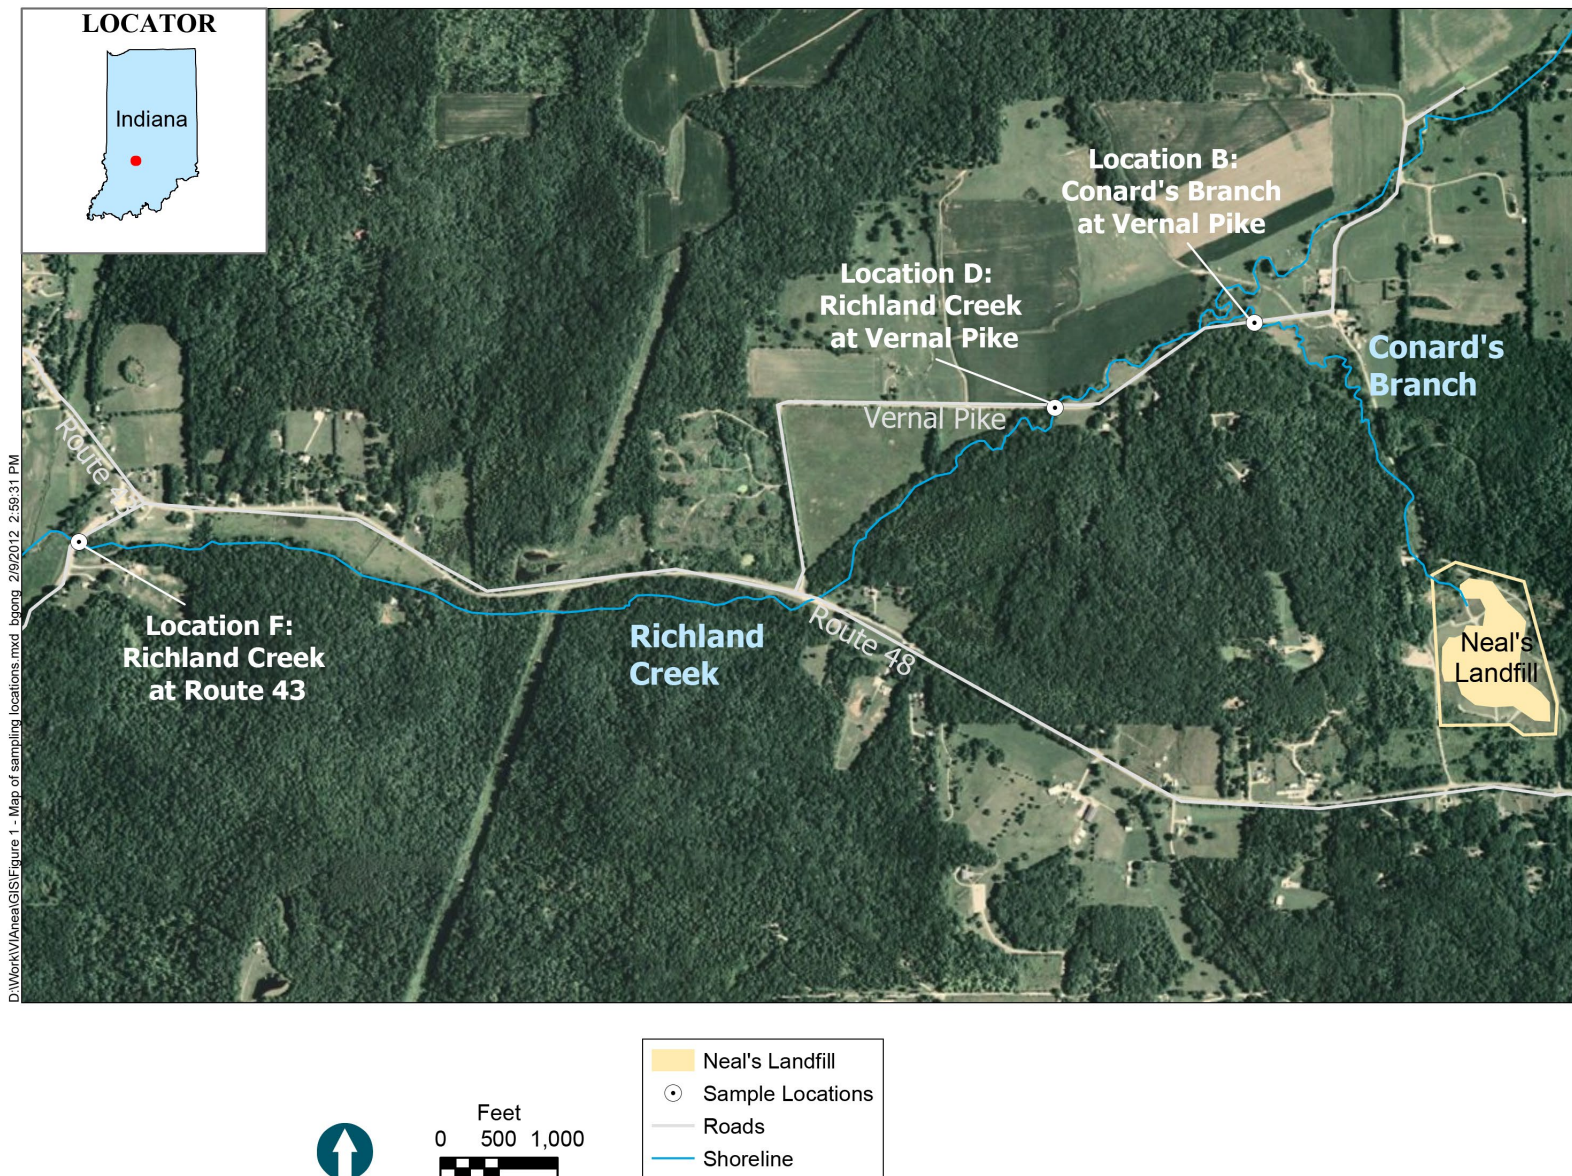 LOCATOR
Indiana
Location B:
Conard's Branch
at Vernal Pike
Location D:
Richland Creek
at Vernal Pike
Conard's
Branch
Vernal Pike
Route
Location F:
Richland Creek
at Route 43
Richland
Creek
Route 48
Neal's
Landfill
D:\Work\VIAnea\GIS\Figure 1 - Map of sampling locations.mxd bgong 2/9/2012 2:59:31 PM
Feet
0 500 1,000
Neal's Landfill
Sample Locations
Roads
Shoreline